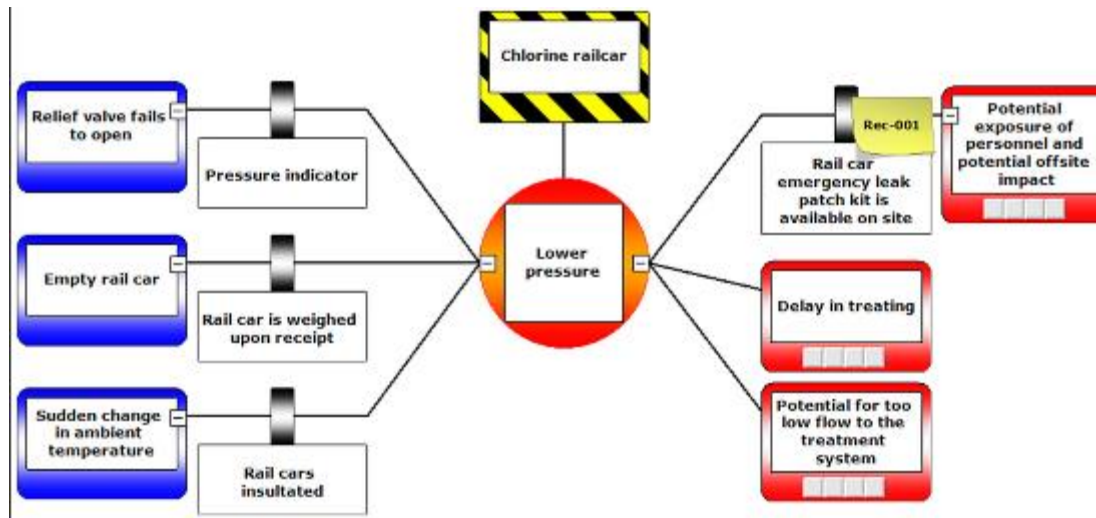 Chlorine railcar
Relief valve fails
to open
Pressure indicator
Empty rail car
Rail car is weighed
upon receipt
Sudden change
in ambient
temperature
Rail cars
insultated
Lower
pressure
Rec-001
Rail car
emergency leak
patch kit is
available on site
Potential
exposure of
personnel and
potential offsite
impact
Delay in treating
Potential for too
low flow to the
treatment
system